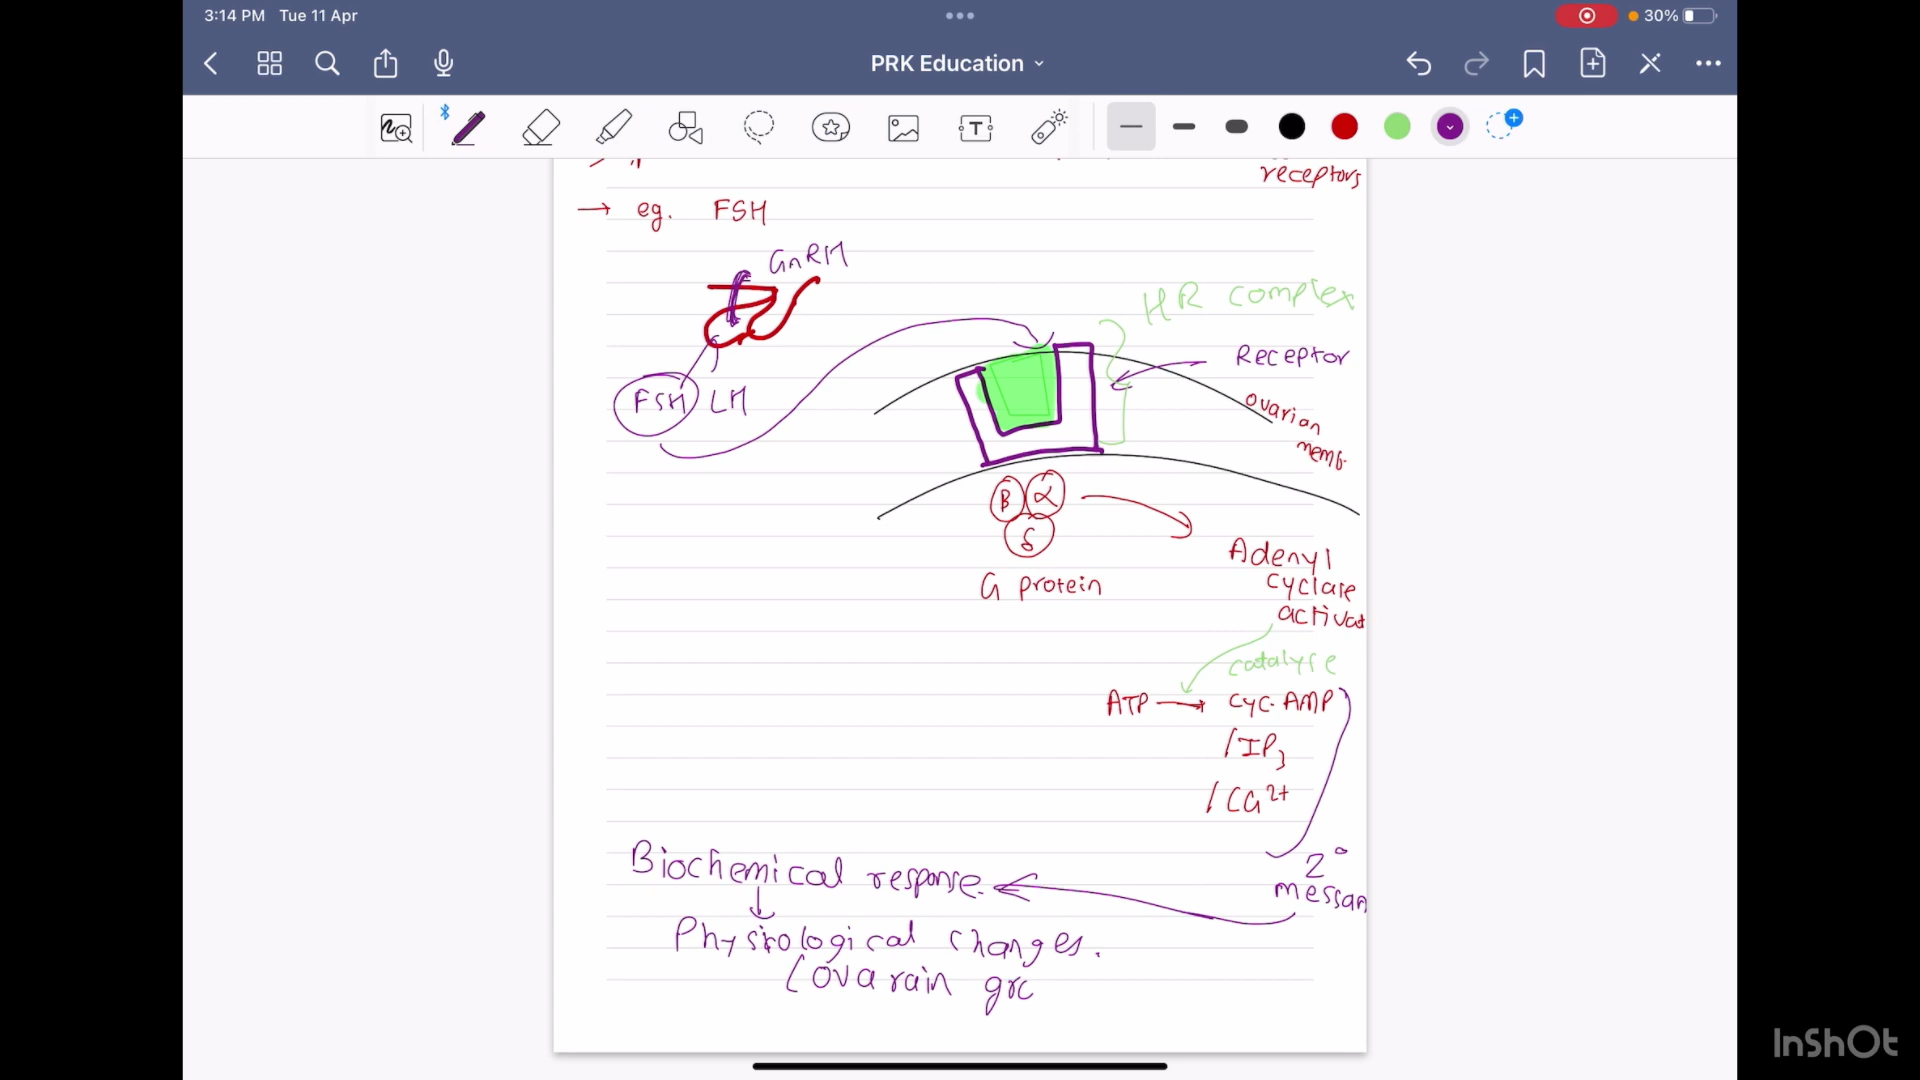 3:14 PM Tue 11 Apr
30%
PRK Education
receptors
→ eg. FSH
GnRH
HR complex
Receptor
FSH LH
ovarian
memb.
β α
δ
G protein
Adenyl
cyclase
activat
catalyse
ATP → cyc. AMP
/IP3
/Ca²⁺
Biochemical response.
2°
messan
↓
Physiological changes.
(ovarain gro
InShOt